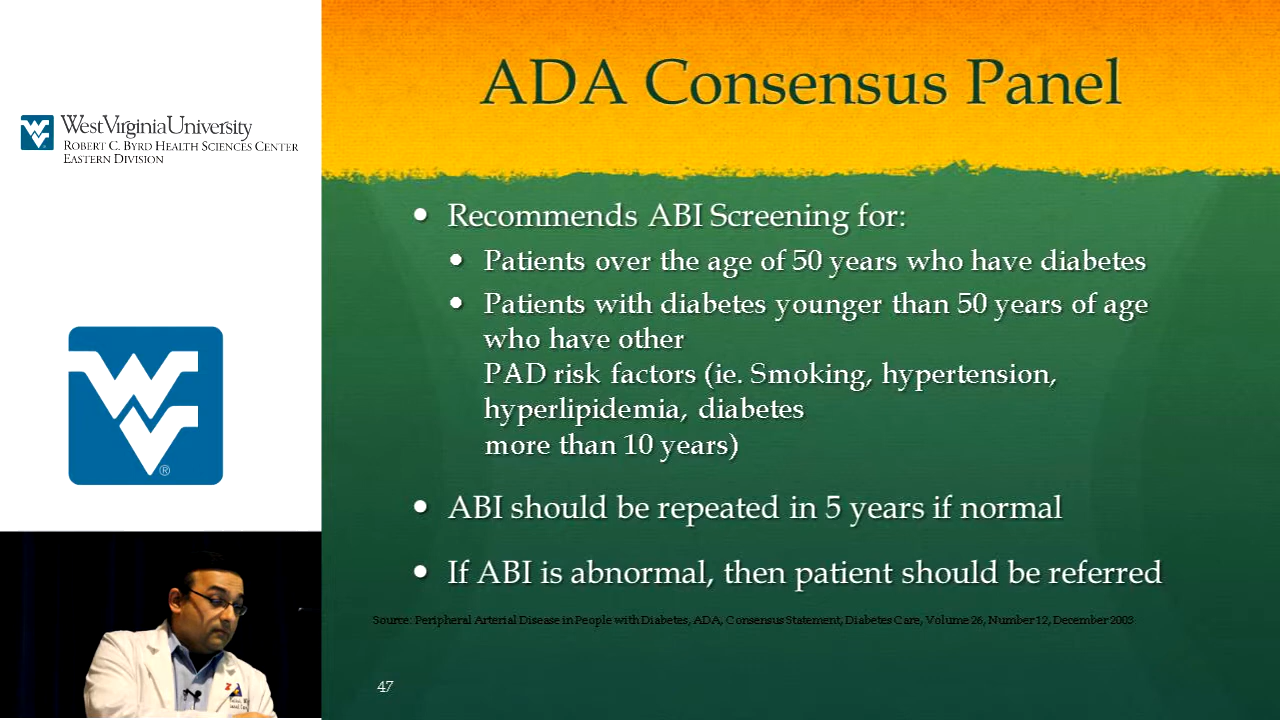 West Virginia University
ROBERT C. BYRD HEALTH SCIENCES CENTER
EASTERN DIVISION
WV
®
ADA Consensus Panel
• Recommends ABI Screening for:
• Patients over the age of 50 years who have diabetes
• Patients with diabetes younger than 50 years of age
who have other
PAD risk factors (ie. Smoking, hypertension,
hyperlipidemia, diabetes
more than 10 years)
• ABI should be repeated in 5 years if normal
• If ABI is abnormal, then patient should be referred
Source: Peripheral Arterial Disease in People with Diabetes, ADA, Consensus Statement, Diabetes Care, Volume 26, Number 12, December 2003
47